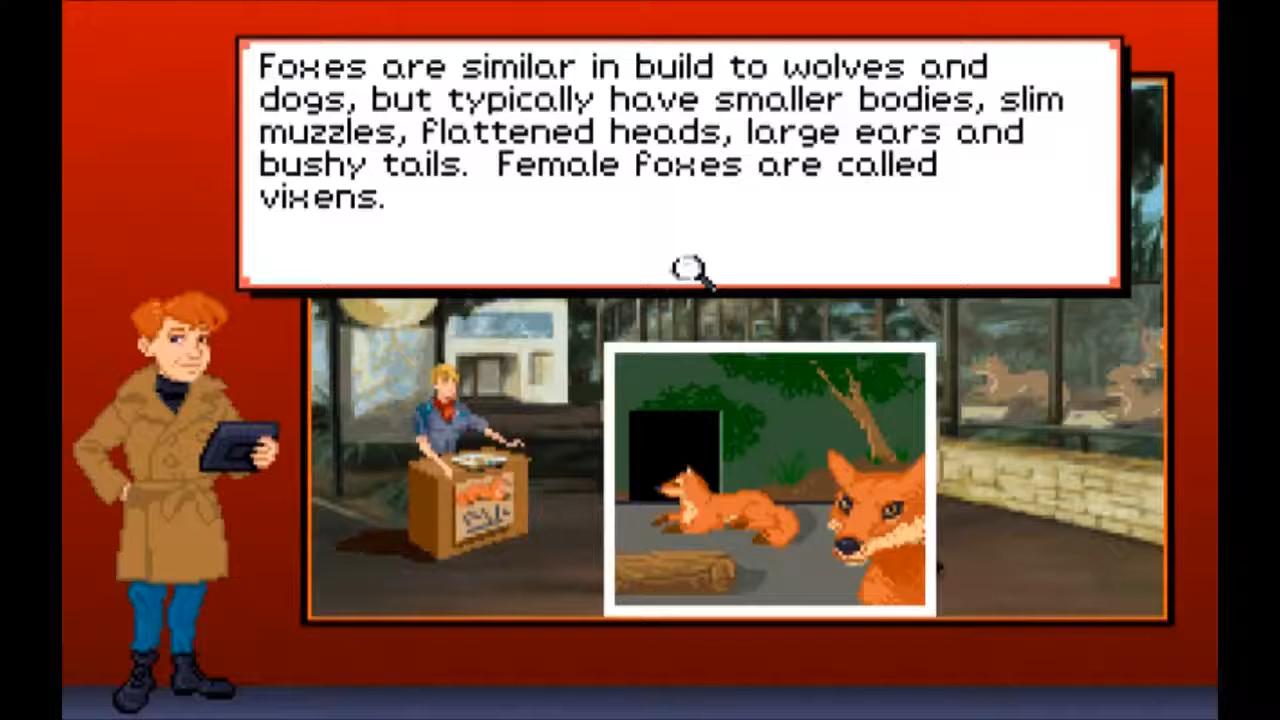 Foxes are similar in build to wolves and
dogs, but typically have smaller bodies, slim
muzzles, flattened heads, large ears and
bushy tails.  Female foxes are called
vixens.